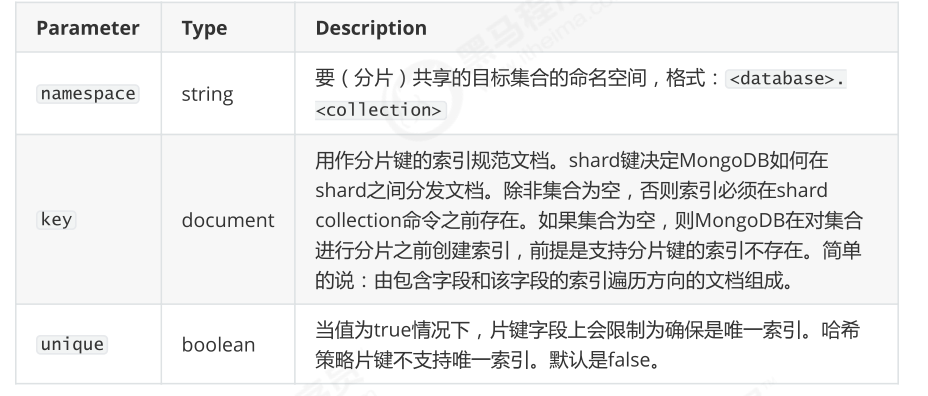 Parameter Type Description
namespace string 要（分片）共享的目标集合的命名空间，格式：<database>.
<collection>
用作分片键的索引规范文档。shard键决定MongoDB如何在
shard之间分发文档。除非集合为空，否则索引必须在shard
key document collection命令之前存在。如果集合为空，则MongoDB在对集合
进行分片之前创建索引，前提是支持分片键的索引不存在。简单
的说：由包含字段和该字段的索引遍历方向的文档组成。
unique boolean 当值为true情况下，片键字段上会限制为确保是唯一索引。哈希
策略片键不支持唯一索引。默认是false。